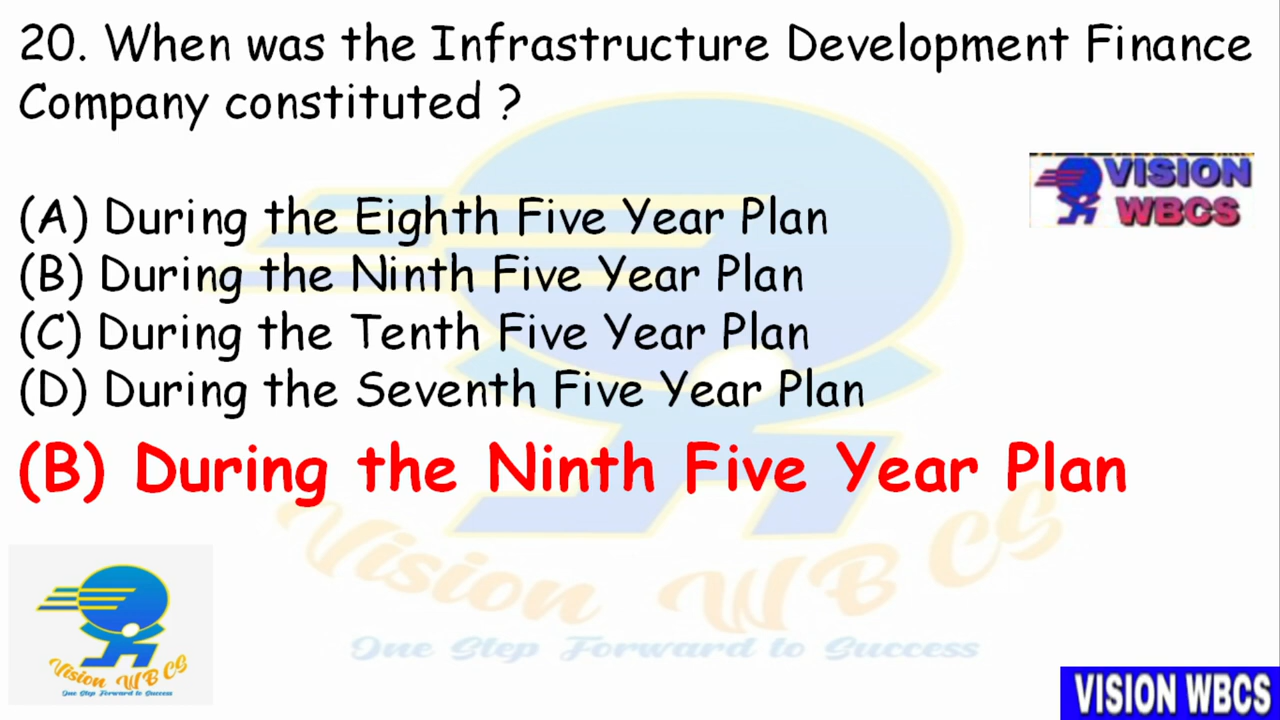 20. When was the Infrastructure Development Finance
Company constituted ?
VISION
WBCS
(A) During the Eighth Five Year Plan
(B) During the Ninth Five Year Plan
(C) During the Tenth Five Year Plan
(D) During the Seventh Five Year Plan
(B) During the Ninth Five Year Plan
Vision WBCS
One Step Forward to Success
Vision WBCS
One Step Forward to Success
VISION WBCS